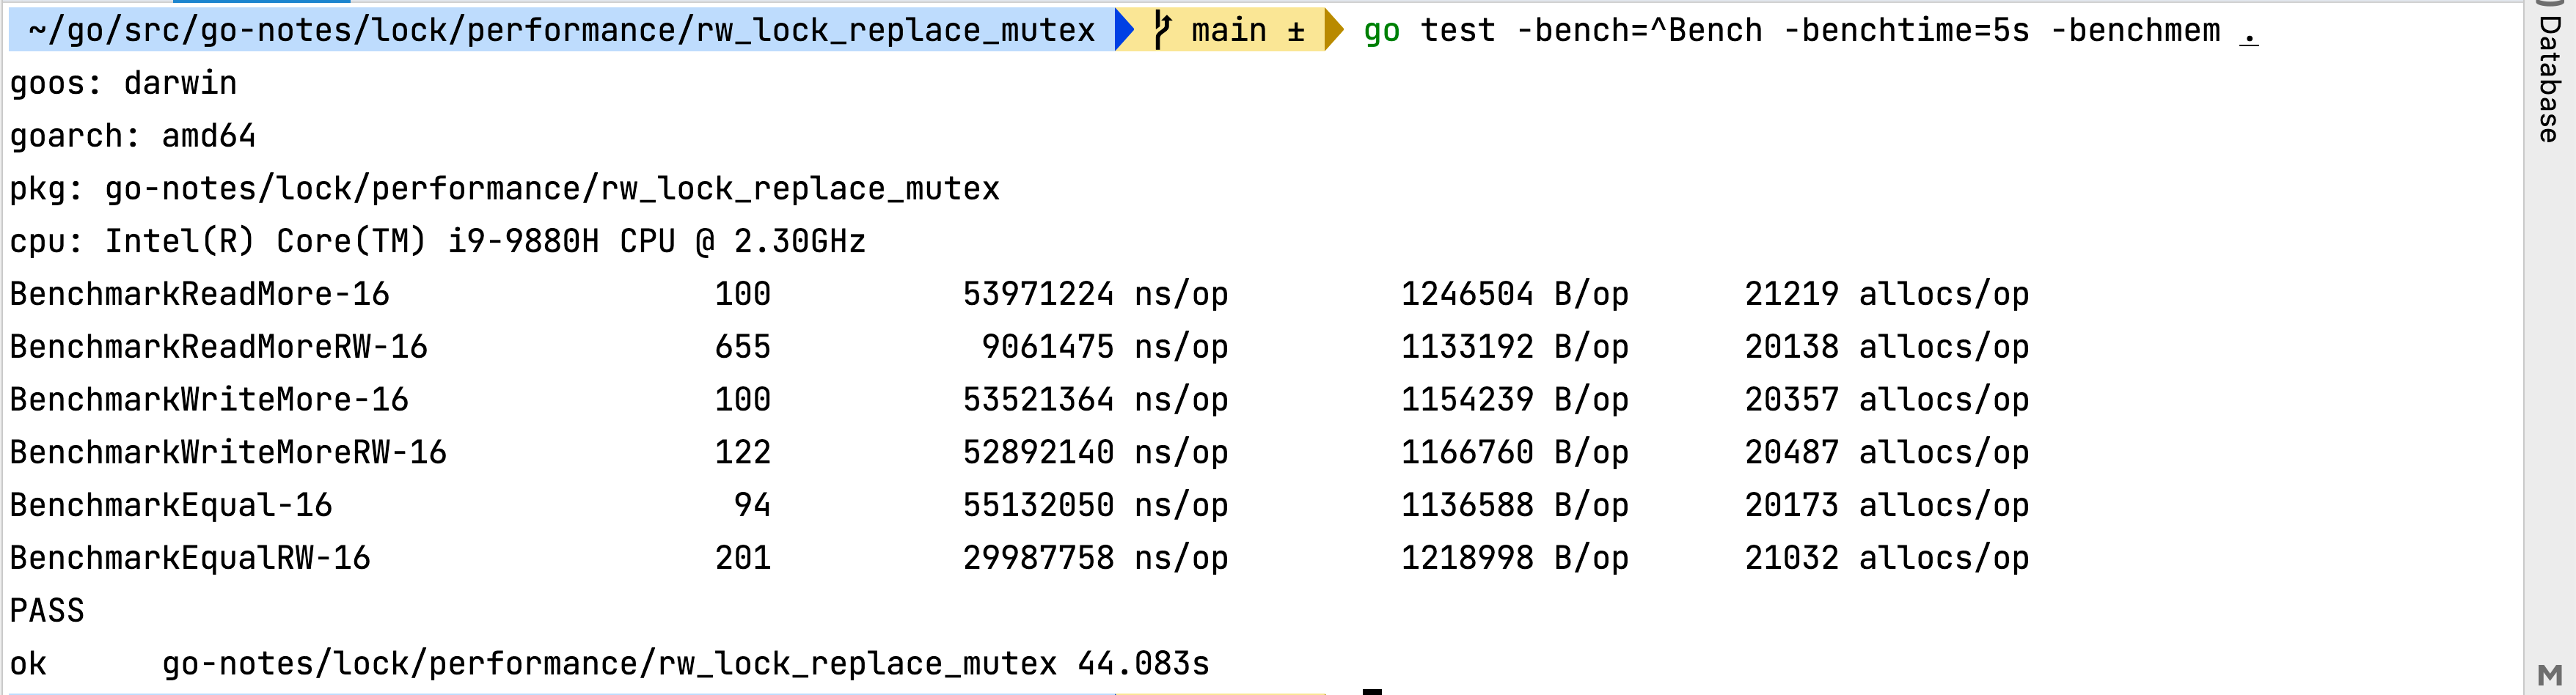 ~/go/src/go-notes/lock/performance/rw_lock_replace_mutex main ± go test -bench=^Bench -benchtime=5s -benchmem .
goos: darwin
goarch: amd64
pkg: go-notes/lock/performance/rw_lock_replace_mutex
cpu: Intel(R) Core(TM) i9-9880H CPU @ 2.30GHz
BenchmarkReadMore-16 100 53971224 ns/op 1246504 B/op 21219 allocs/op
BenchmarkReadMoreRW-16 655 9061475 ns/op 1133192 B/op 20138 allocs/op
BenchmarkWriteMore-16 100 53521364 ns/op 1154239 B/op 20357 allocs/op
BenchmarkWriteMoreRW-16 122 52892140 ns/op 1166760 B/op 20487 allocs/op
BenchmarkEqual-16 94 55132050 ns/op 1136588 B/op 20173 allocs/op
BenchmarkEqualRW-16 201 29987758 ns/op 1218998 B/op 21032 allocs/op
PASS
ok go-notes/lock/performance/rw_lock_replace_mutex 44.083s
Database
M